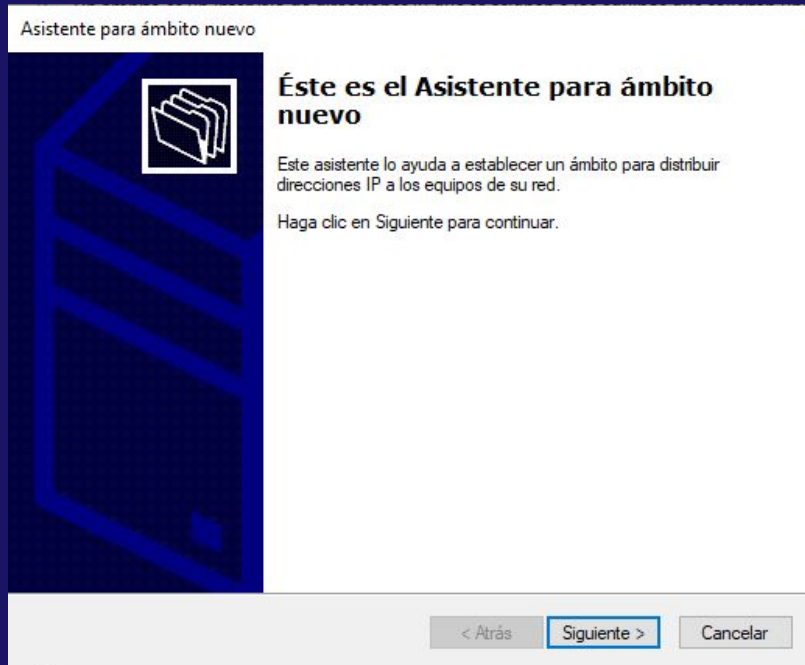 Asistente para ámbito nuevo
Éste es el Asistente para ámbito
nuevo
Este asistente lo ayuda a establecer un ámbito para distribuir
direcciones IP a los equipos de su red.
Haga clic en Siguiente para continuar.
< Atrás
Siguiente >
Cancelar